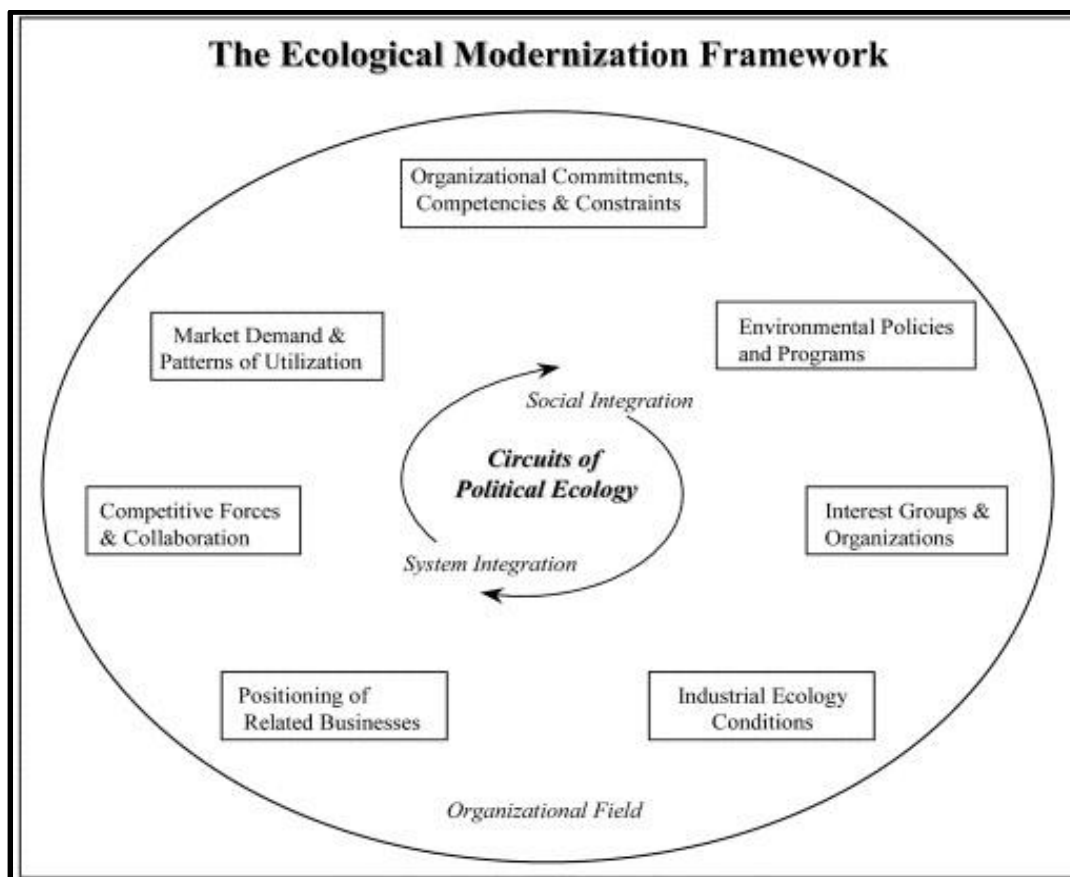 The Ecological Modernization Framework
Organizational Commitments,
Competencies & Constraints
Market Demand &
Patterns of Utilization
Environmental Policies
and Programs
Social Integration
Circuits of
Political Ecology
System Integration
Competitive Forces
& Collaboration
Interest Groups &
Organizations
Positioning of
Related Businesses
Industrial Ecology
Conditions
Organizational Field